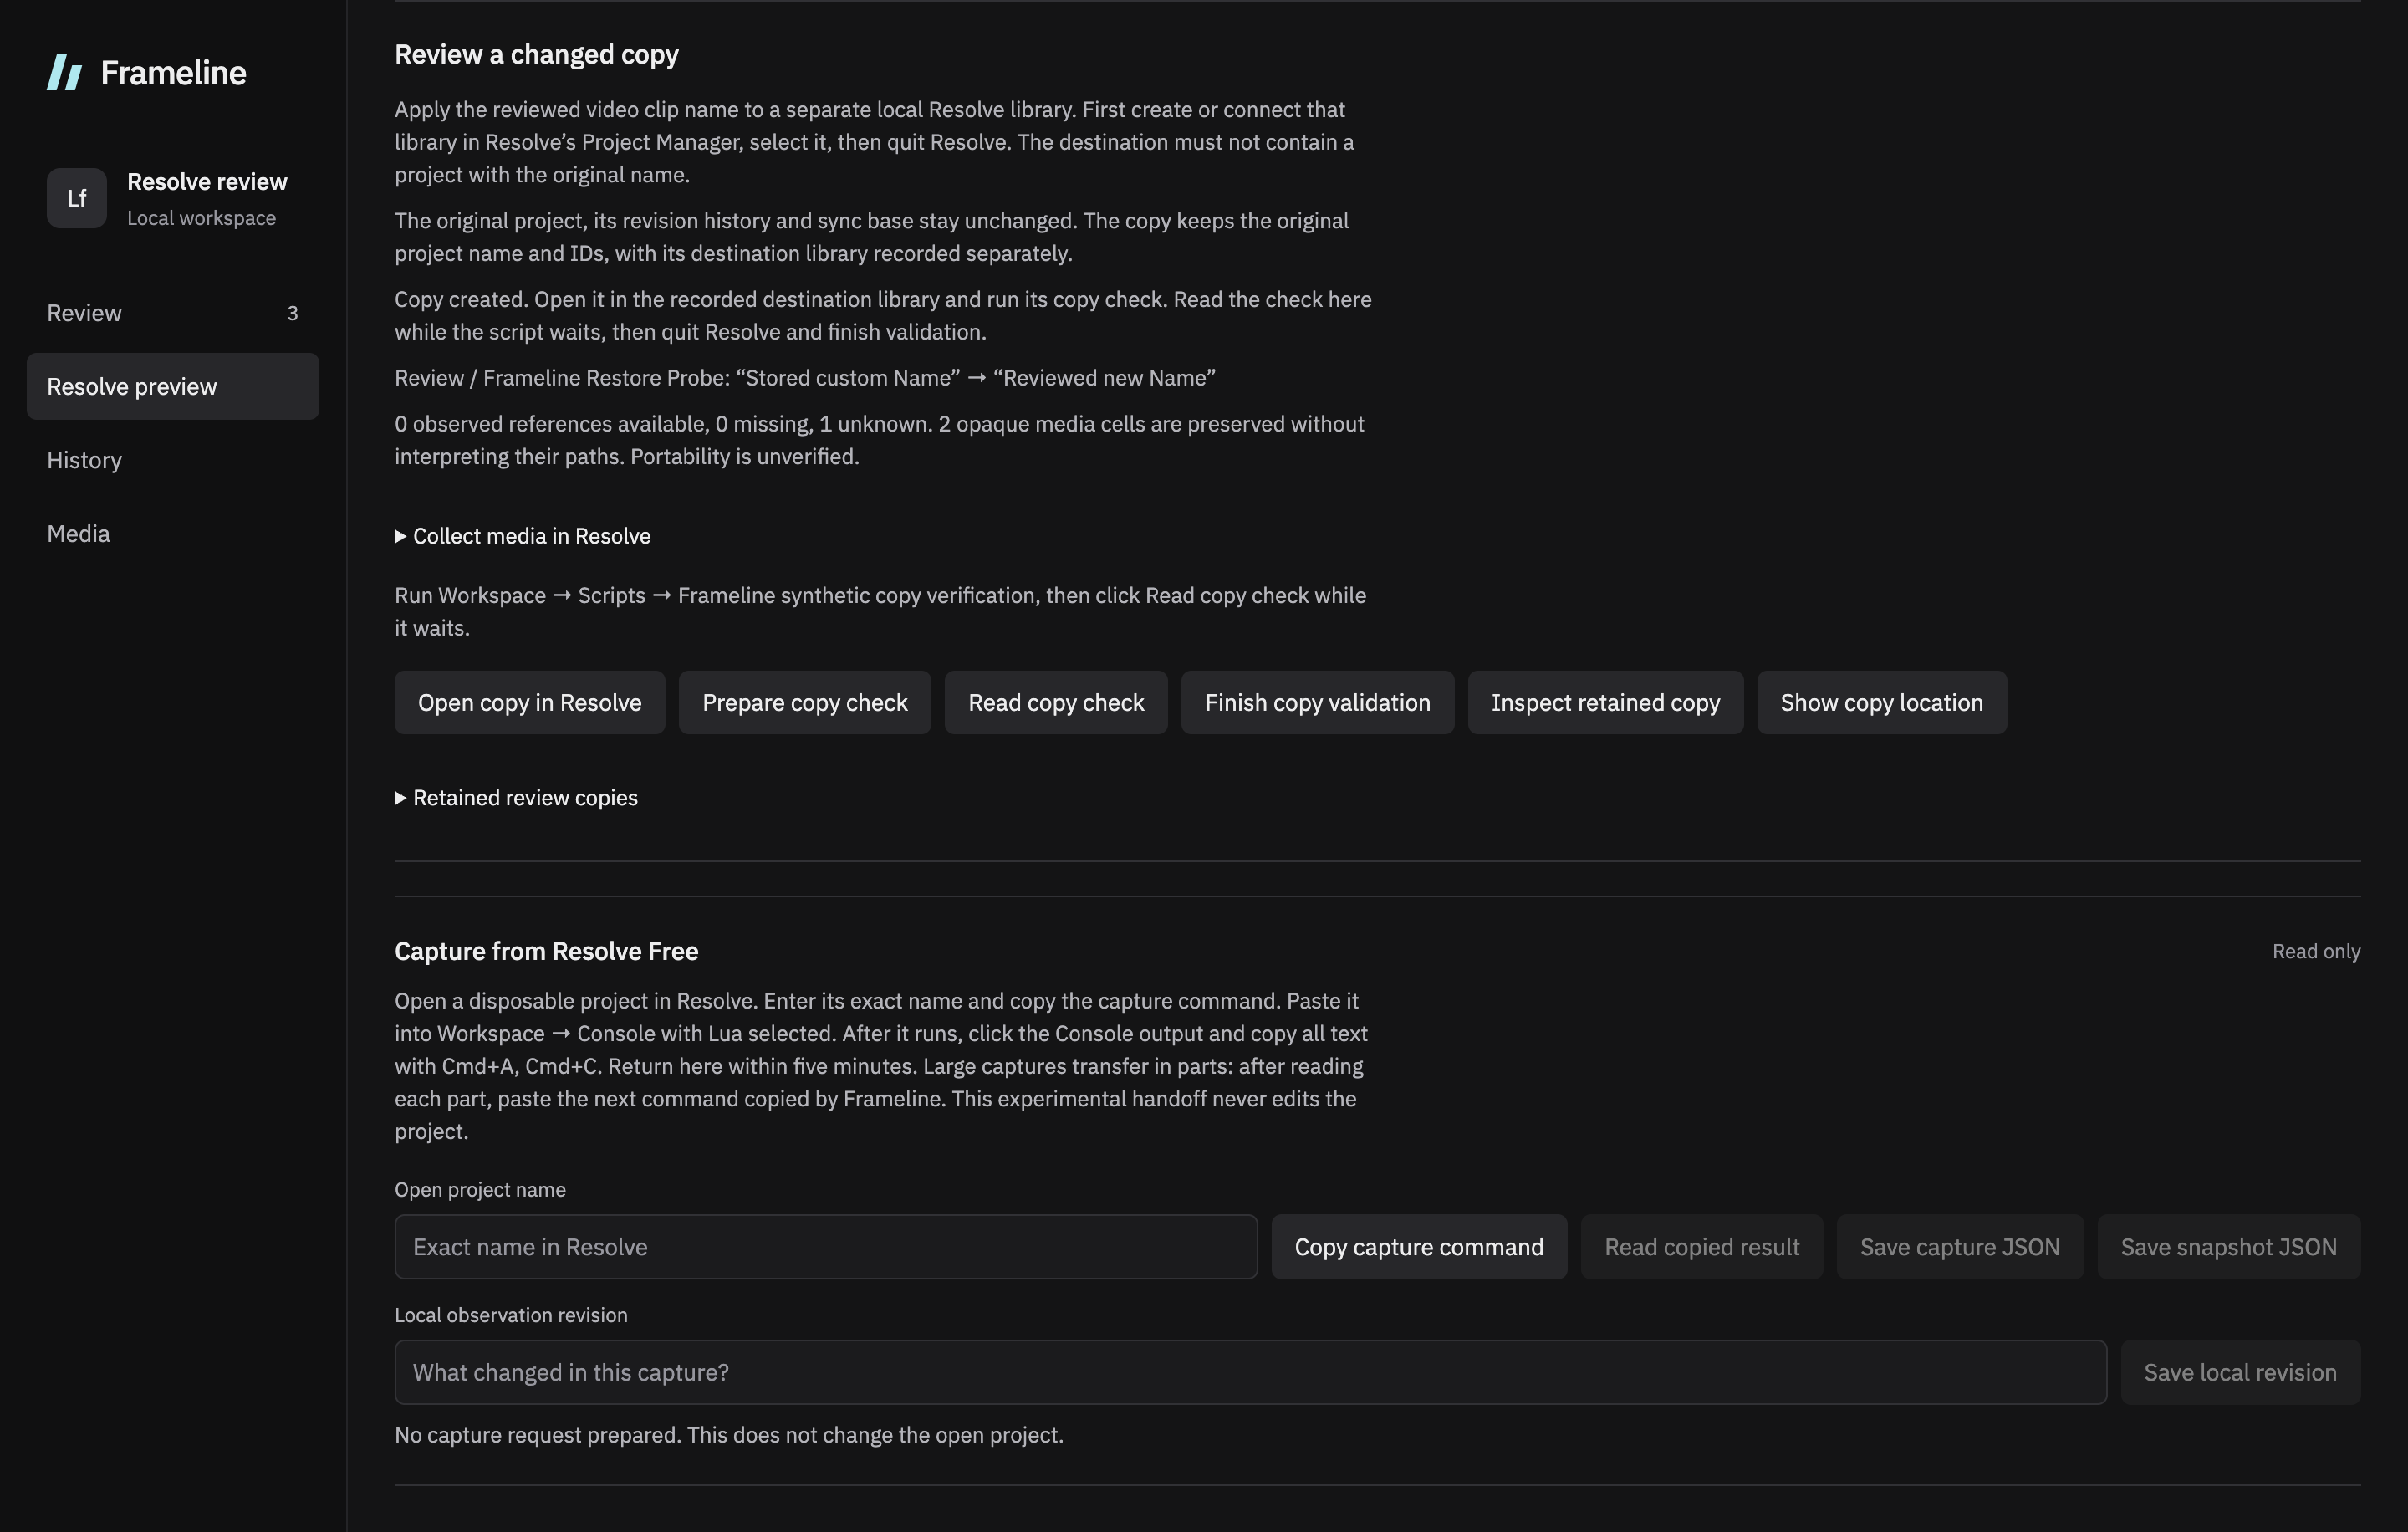 Frameline
Lf
Resolve review
Local workspace
Review 3
Resolve preview
History
Media
Review a changed copy
Apply the reviewed video clip name to a separate local Resolve library. First create or connect that
library in Resolve’s Project Manager, select it, then quit Resolve. The destination must not contain a
project with the original name.
The original project, its revision history and sync base stay unchanged. The copy keeps the original
project name and IDs, with its destination library recorded separately.
Copy created. Open it in the recorded destination library and run its copy check. Read the check here
while the script waits, then quit Resolve and finish validation.
Review / Frameline Restore Probe: “Stored custom Name” → “Reviewed new Name”
0 observed references available, 0 missing, 1 unknown. 2 opaque media cells are preserved without
interpreting their paths. Portability is unverified.
▶ Collect media in Resolve
Run Workspace → Scripts → Frameline synthetic copy verification, then click Read copy check while
it waits.
Open copy in Resolve Prepare copy check Read copy check Finish copy validation Inspect retained copy Show copy location
▶ Retained review copies
Capture from Resolve Free Read only
Open a disposable project in Resolve. Enter its exact name and copy the capture command. Paste it
into Workspace → Console with Lua selected. After it runs, click the Console output and copy all text
with Cmd+A, Cmd+C. Return here within five minutes. Large captures transfer in parts: after reading
each part, paste the next command copied by Frameline. This experimental handoff never edits the
project.
Open project name
Exact name in Resolve Copy capture command Read copied result Save capture JSON Save snapshot JSON
Local observation revision
What changed in this capture? Save local revision
No capture request prepared. This does not change the open project.